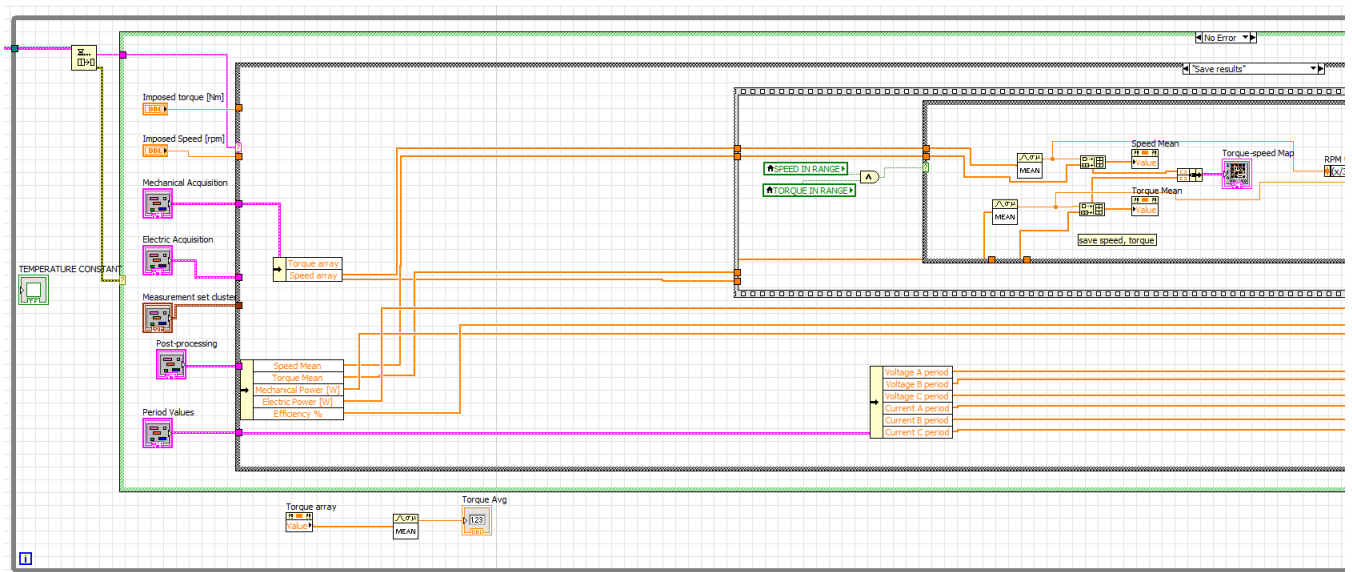 No Error
"Save results"
Imposed torque [Nm]
DBL
Imposed Speed [rpm]
DBL
Mechanical Acquisition
Electric Acquisition
TEMPERATURE CONSTANT
TF
Measurement set cluster
Post-processing
Period Values
Torque array
Speed array
Speed Mean
Torque Mean
Mechanical Power [W]
Electric Power [W]
Efficiency %
SPEED IN RANGE
TORQUE IN RANGE
MEAN
MEAN
Speed Mean
Value
Torque-speed Map
RPM
Torque Mean
Value
save speed, torque
Voltage A period
Voltage B period
Voltage C period
Current A period
Current B period
Current C period
Torque array
Value
MEAN
Torque Avg
1.23
DBL
i